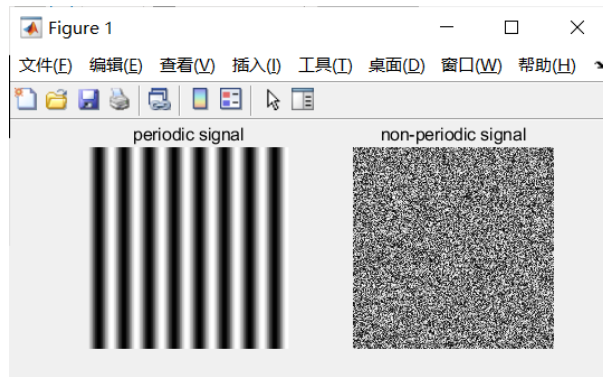 Figure 1
文件(F) 编辑(E) 查看(V) 插入(I) 工具(T) 桌面(D) 窗口(W) 帮助(H)
periodic signal non-periodic signal